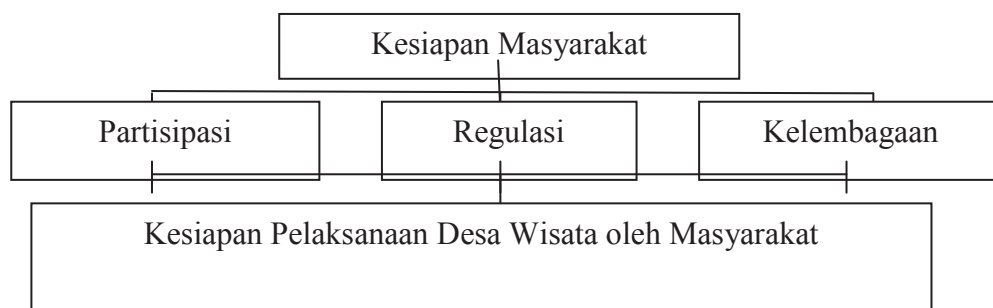 Kesiapan Masyarakat
Partisipasi
Regulasi
Kelembagaan
Kesiapan Pelaksanaan Desa Wisata oleh Masyarakat